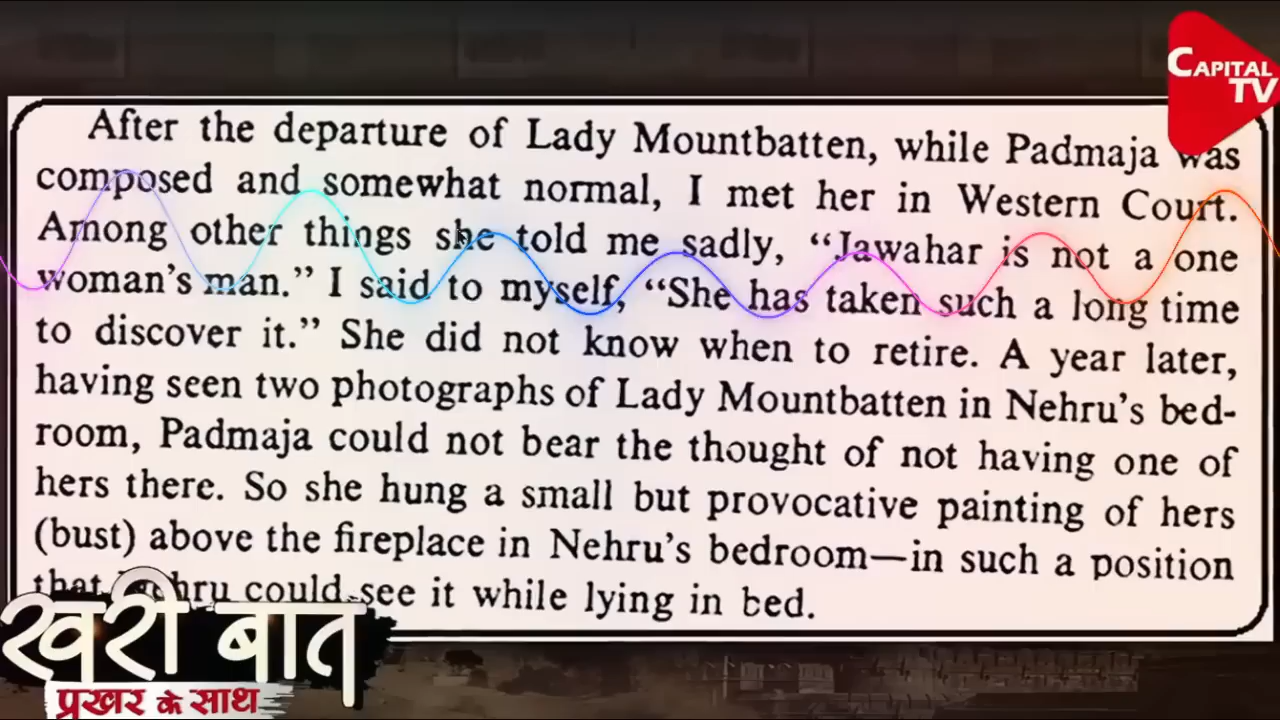 CAPITAL
TV
After the departure of Lady Mountbatten, while Padmaja was
composed and somewhat normal, I met her in Western Court.
Among other things she told me sadly, “Jawahar is not a one
woman’s man.” I said to myself, “She has taken such a long time
to discover it.” She did not know when to retire. A year later,
having seen two photographs of Lady Mountbatten in Nehru’s bed-
room, Padmaja could not bear the thought of not having one of
hers there. So she hung a small but provocative painting of hers
(bust) above the fireplace in Nehru’s bedroom—in such a position
that Nehru could see it while lying in bed.
खरी बात
प्रखर के साथ